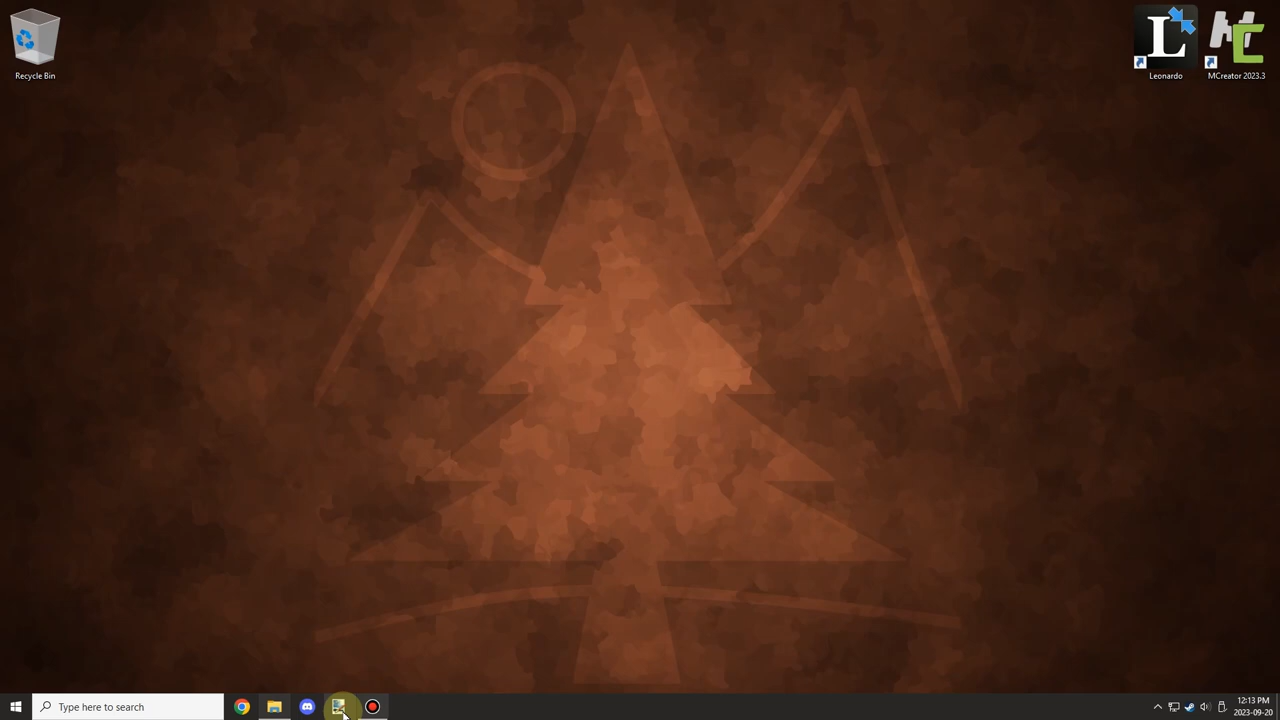 Recycle Bin
L
Leonardo
MCreator 2023.3
Type here to search
12:13 PM
2023-09-20